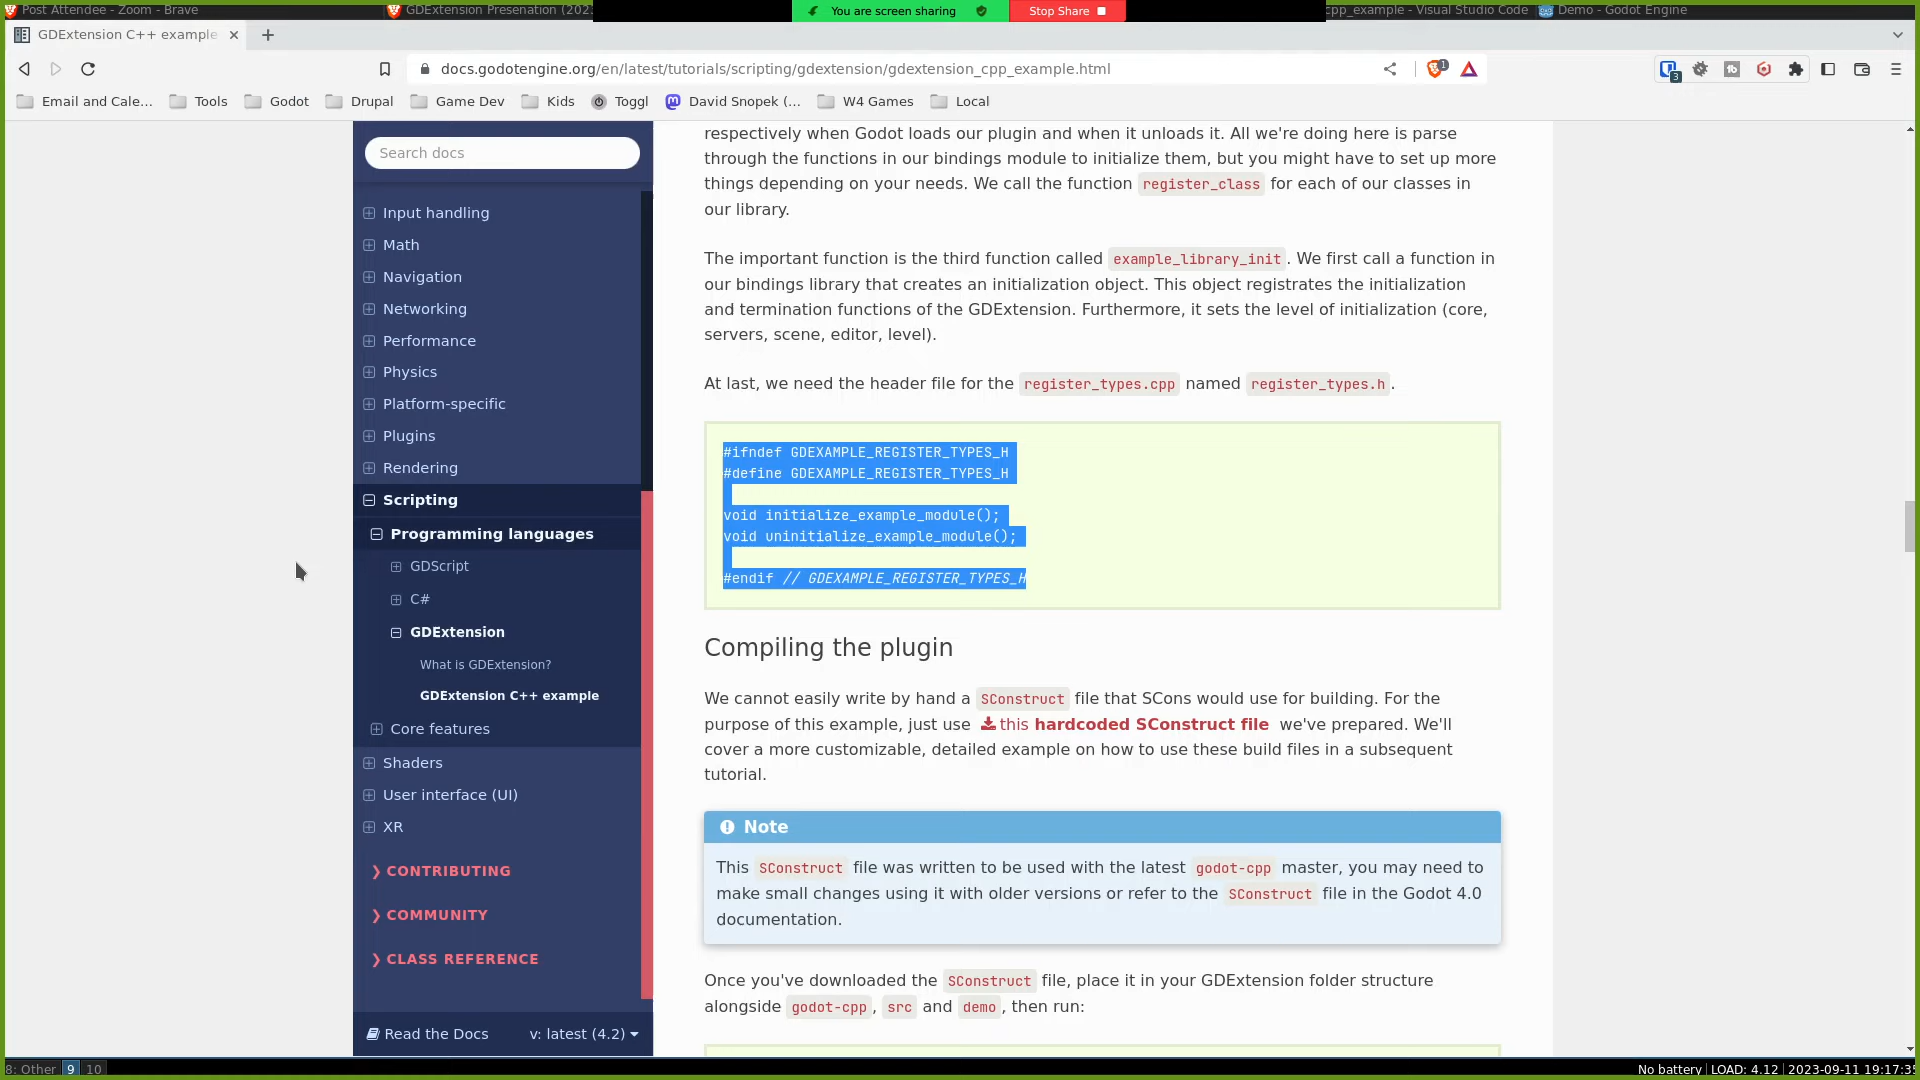 Post Attendee - Zoom - Brave
GDExtension Presenation (202
You are screen sharing
Stop Share
cpp_example - Visual Studio Code
Demo - Godot Engine
GDExtension C++ example
docs.godotengine.org/en/latest/tutorials/scripting/gdextension/gdextension_cpp_example.html
1
3
Email and Cale...
Tools
Godot
Drupal
Game Dev
Kids
Toggl
David Snopek (...
W4 Games
Local
Search docs
Input handling
Math
Navigation
Networking
Performance
Physics
Platform-specific
Plugins
Rendering
Scripting
Programming languages
GDScript
C#
GDExtension
What is GDExtension?
GDExtension C++ example
Core features
Shaders
User interface (UI)
XR
CONTRIBUTING
COMMUNITY
CLASS REFERENCE
Read the Docs
v: latest (4.2)
respectively when Godot loads our plugin and when it unloads it. All we're doing here is parse
through the functions in our bindings module to initialize them, but you might have to set up more
things depending on your needs. We call the function register_class for each of our classes in
our library.
The important function is the third function called example_library_init. We first call a function in
our bindings library that creates an initialization object. This object registrates the initialization
and termination functions of the GDExtension. Furthermore, it sets the level of initialization (core,
servers, scene, editor, level).
At last, we need the header file for the register_types.cpp named register_types.h.
#ifndef GDEXAMPLE_REGISTER_TYPES_H
#define GDEXAMPLE_REGISTER_TYPES_H
void initialize_example_module();
void uninitialize_example_module();
#endif // GDEXAMPLE_REGISTER_TYPES_H
Compiling the plugin
We cannot easily write by hand a SConstruct file that SCons would use for building. For the
purpose of this example, just use this hardcoded SConstruct file we've prepared. We'll
cover a more customizable, detailed example on how to use these build files in a subsequent
tutorial.
Note
This SConstruct file was written to be used with the latest godot-cpp master, you may need to
make small changes using it with older versions or refer to the SConstruct file in the Godot 4.0
documentation.
Once you've downloaded the SConstruct file, place it in your GDExtension folder structure
alongside godot-cpp, src and demo, then run:
8: Other 9 10
No battery LOAD: 4.12 2023-09-11 19:17:35